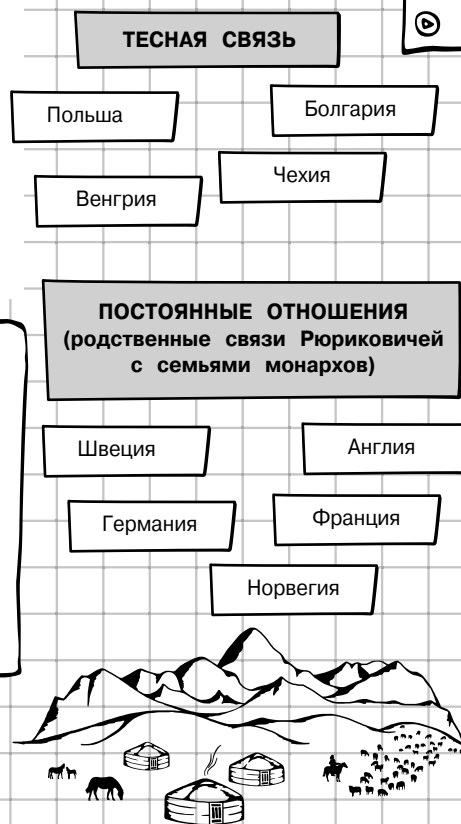 ТЕСНАЯ СВЯЗЬ
Польша
Болгария
Чехия
Венгрия
ПОСТОЯННЫЕ ОТНОШЕНИЯ
(родственные связи Рюриковичей
с семьями монархов)
Швеция
Англия
Германия
Франция
Норвегия